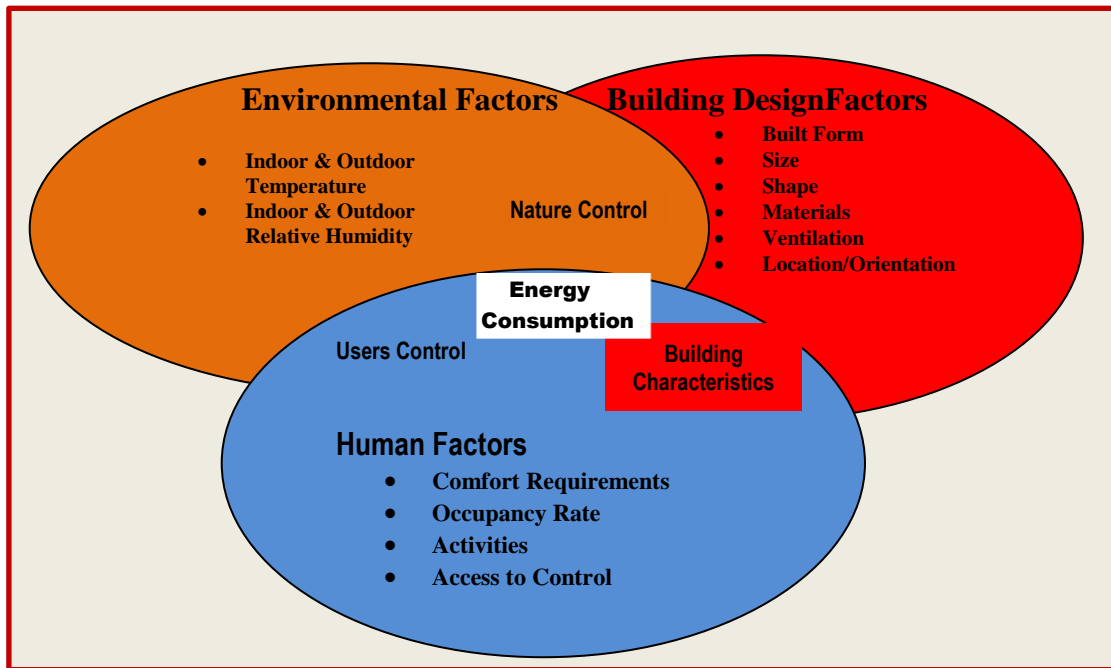 Environmental Factors
• Indoor & Outdoor
Temperature
• Indoor & Outdoor
Relative Humidity
Nature Control
Building DesignFactors
• Built Form
• Size
• Shape
• Materials
• Ventilation
• Location/Orientation
Energy
Consumption
Users Control
Building
Characteristics
Human Factors
• Comfort Requirements
• Occupancy Rate
• Activities
• Access to Control